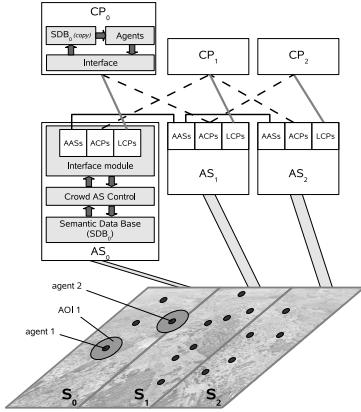 CP0
SDB0 (copy) Agents
Interface
CP1 CP2
AASs ACPs LCPs AASs ACPs LCPs AASs ACPs LCPs
Interface module
Crowd AS Control
Semantic Data Base
(SDB0)
AS0
AS1
AS2
agent 2
AOI 1
agent 1
S0 S1 S2